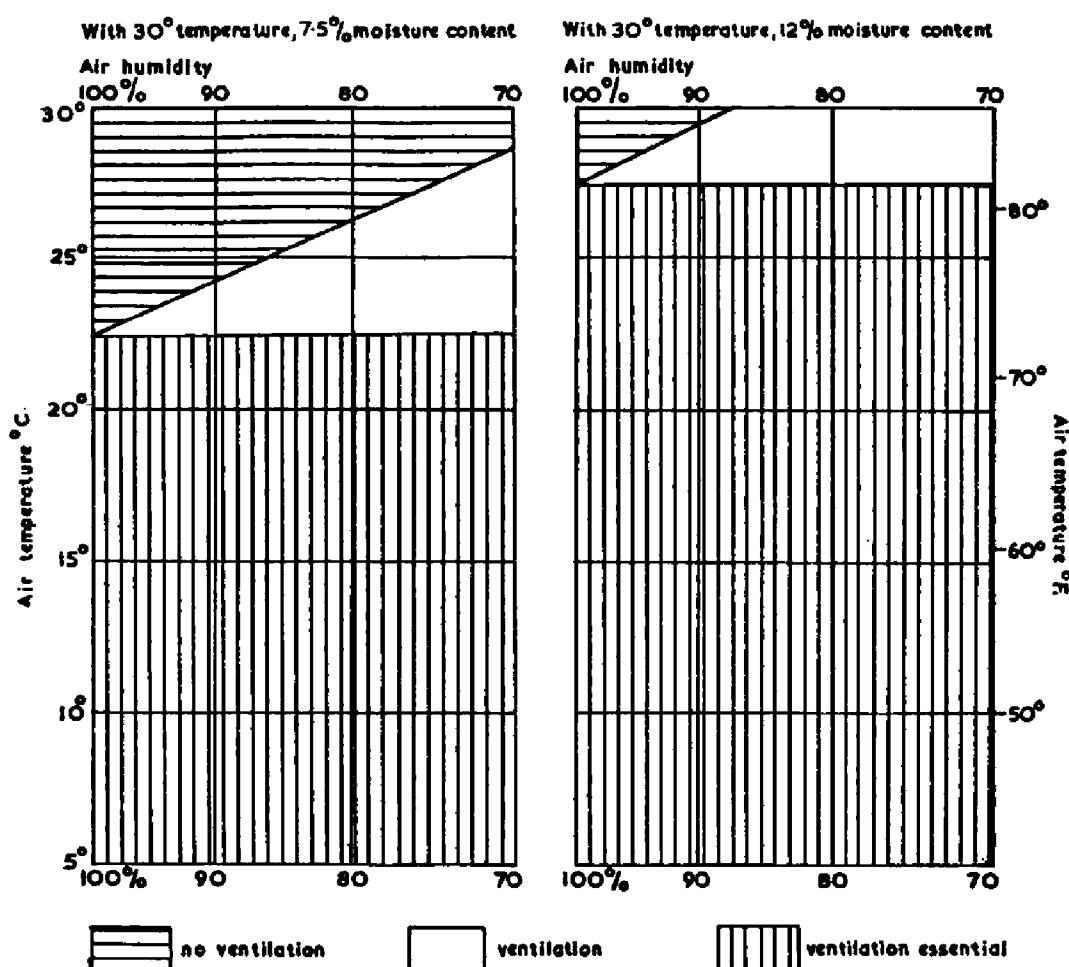 With 30° temperature, 7·5% moisture content
Air humidity
100% 90 80 70
30°
25°
20°
15°
10°
5°
Air temperature °C.
100% 90 80 70
With 30° temperature, 12% moisture content
Air humidity
100% 90 80 70
80°
70°
60°
50°
Air temperature °F.
100% 90 80 70
no ventilation ventilation ventilation essential